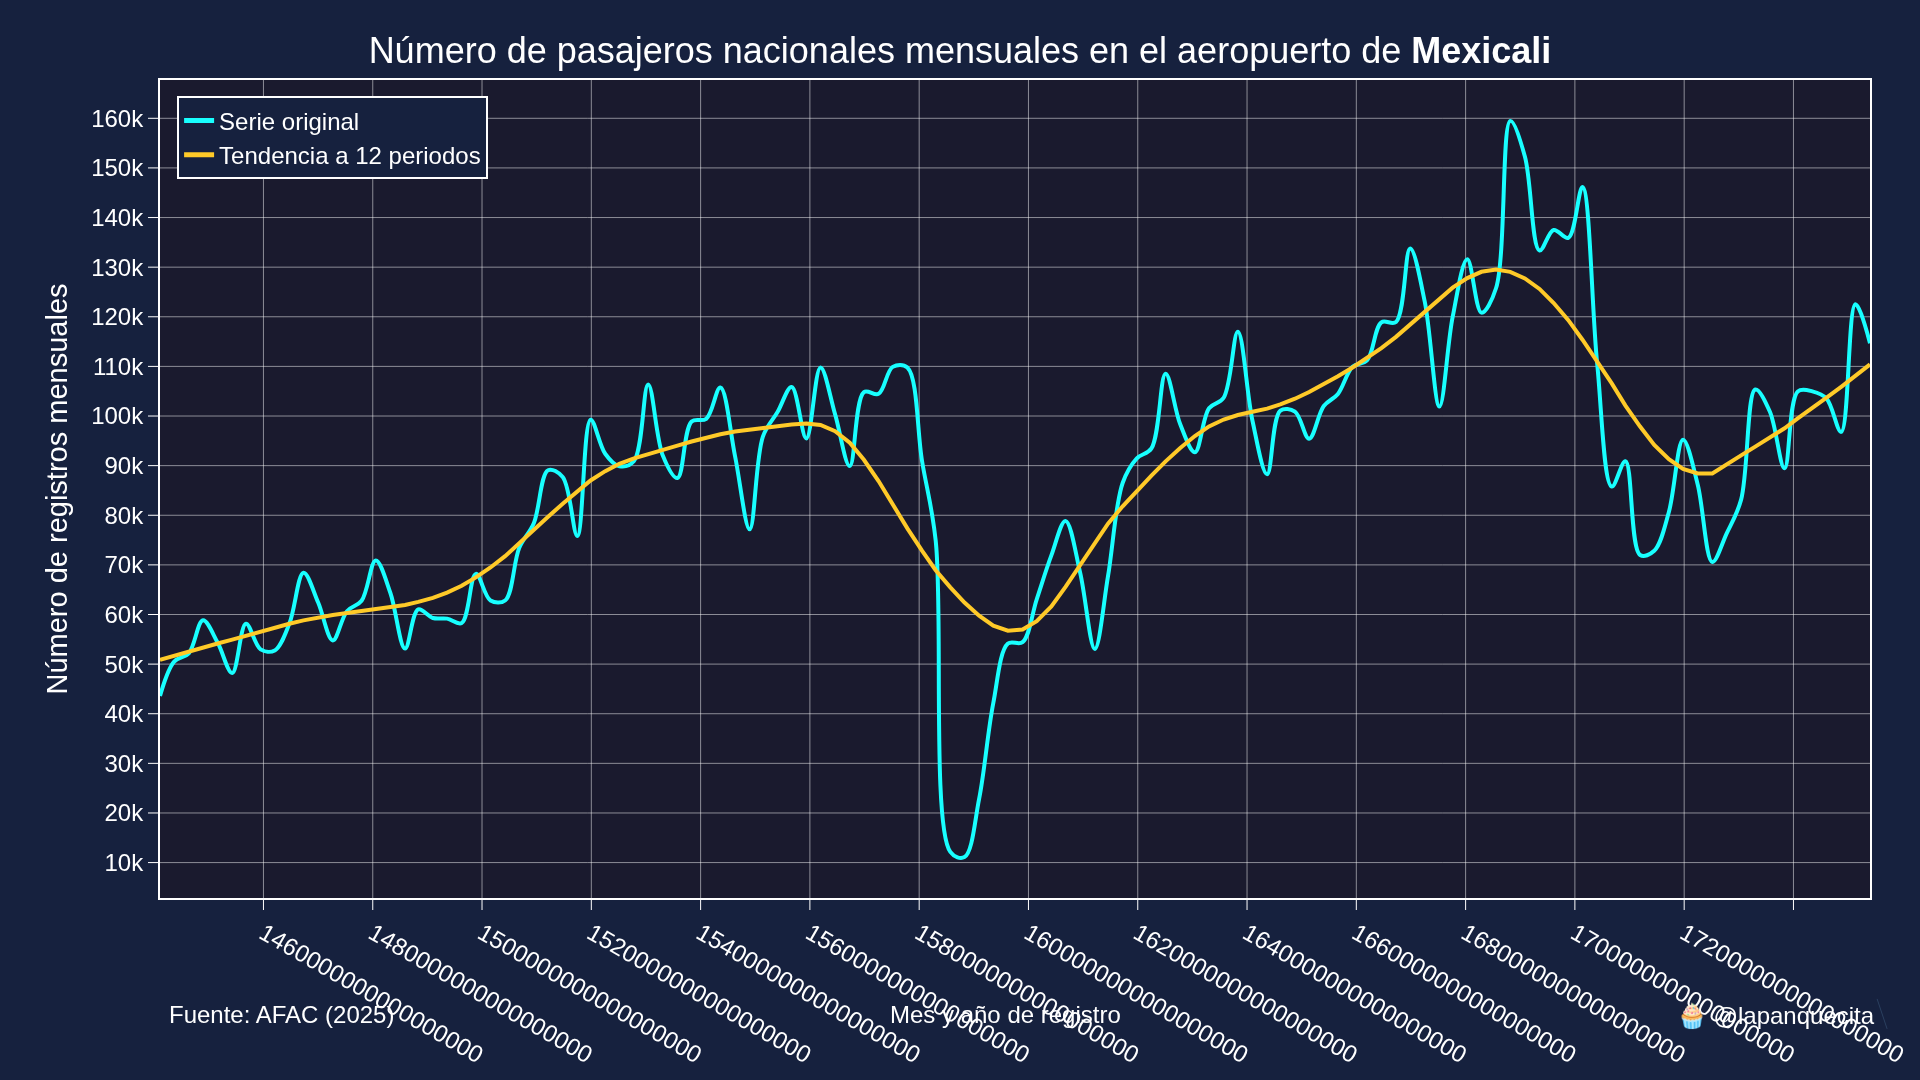 Número de pasajeros nacionales mensuales en el aeropuerto de Mexicali
Serie original
Tendencia a 12 periodos
Número de registros mensuales
160k
150k
140k
130k
120k
110k
100k
90k
80k
70k
60k
50k
40k
30k
20k
10k
1460000000000000000
1480000000000000000
1500000000000000000
1520000000000000000
1540000000000000000
1560000000000000000
1580000000000000000
1600000000000000000
1620000000000000000
1640000000000000000
1660000000000000000
1680000000000000000
1700000000000000000
1720000000000000000
Fuente: AFAC (2025)
Mes y año de registro
🧁 @lapanquecita